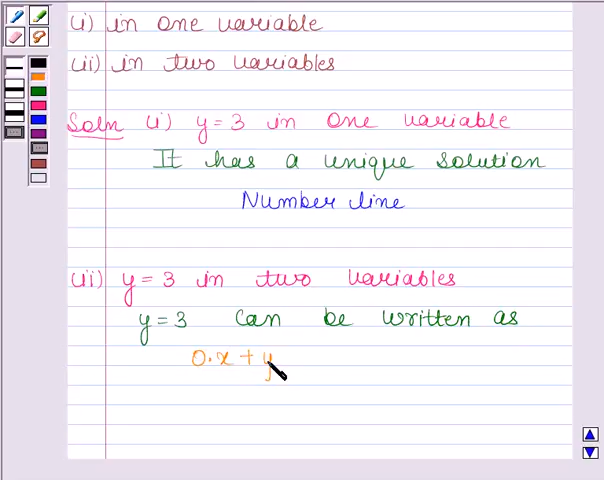 (i) in one variable
(ii) in two variables
Soln (i) y = 3 in one variable
It has a unique solution
Number line
(ii) y = 3 in two variables
y = 3 can be written as
0.x + y